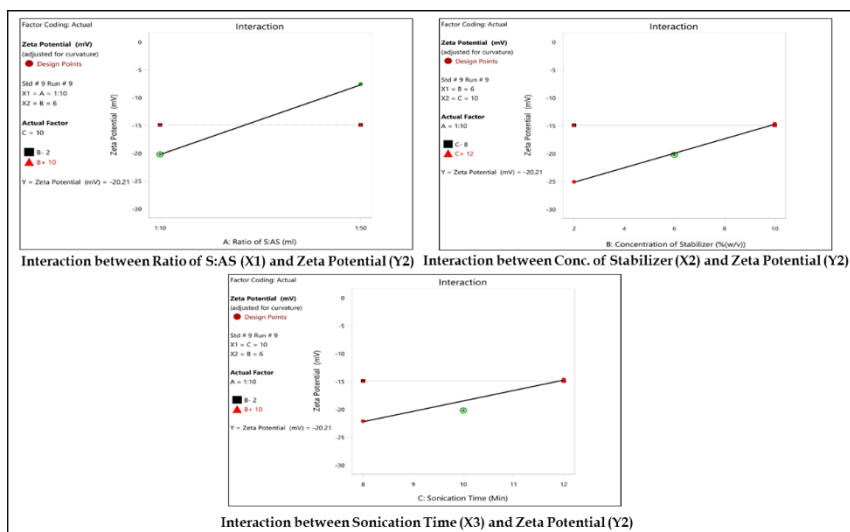 Factor Coding: Actual
Interaction
Zeta Potential (mV)
(adjusted for curvature)
Design Points
Std # 9 Run # 9
X1 = A = 1:10
X2 = B = 6
Actual Factor
C = 10
B- 2
B+ 10
Y = Zeta Potential (mV) = -20.21
Zeta Potential (mV)
0
-5
-10
-15
-20
-25
-30
1:10
1:50
A: Ratio of S:AS (ml)
Interaction between Ratio of S:AS (X1) and Zeta Potential (Y2)
Factor Coding: Actual
Interaction
Zeta Potential (mV)
(adjusted for curvature)
Design Points
Std # 9 Run # 9
X1 = B = 6
X2 = C = 10
Actual Factor
A = 1:10
C- 8
C+ 12
Y = Zeta Potential (mV) = -20.21
Zeta Potential (mV)
0
-5
-10
-15
-20
-25
-30
2
4
6
8
10
B: Concentration of Stabilizer (%(w/v))
Interaction between Conc. of Stabilizer (X2) and Zeta Potential (Y2)
Factor Coding: Actual
Interaction
Zeta Potential (mV)
(adjusted for curvature)
Design Points
Std # 9 Run # 9
X1 = C = 10
X2 = B = 6
Actual Factor
A = 1:10
B- 2
B+ 10
Y = Zeta Potential (mV) = -20.21
Zeta Potential (mV)
0
-5
-10
-15
-20
-25
-30
8
9
10
11
12
C: Sonication Time (Min)
Interaction between Sonication Time (X3) and Zeta Potential (Y2)